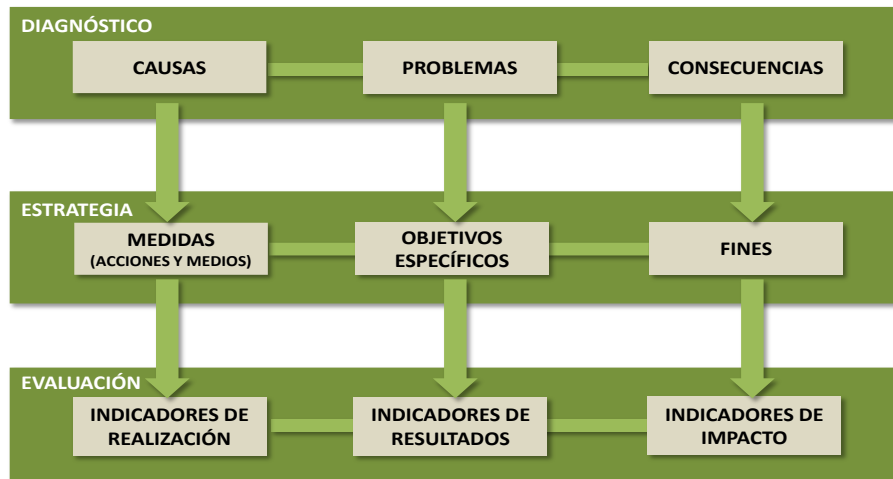 DIAGNÓSTICO
CAUSAS
PROBLEMAS
CONSECUENCIAS
ESTRATEGIA
MEDIDAS
(ACCIONES Y MEDIOS)
OBJETIVOS
ESPECÍFICOS
FINES
EVALUACIÓN
INDICADORES DE
REALIZACIÓN
INDICADORES DE
RESULTADOS
INDICADORES DE
IMPACTO